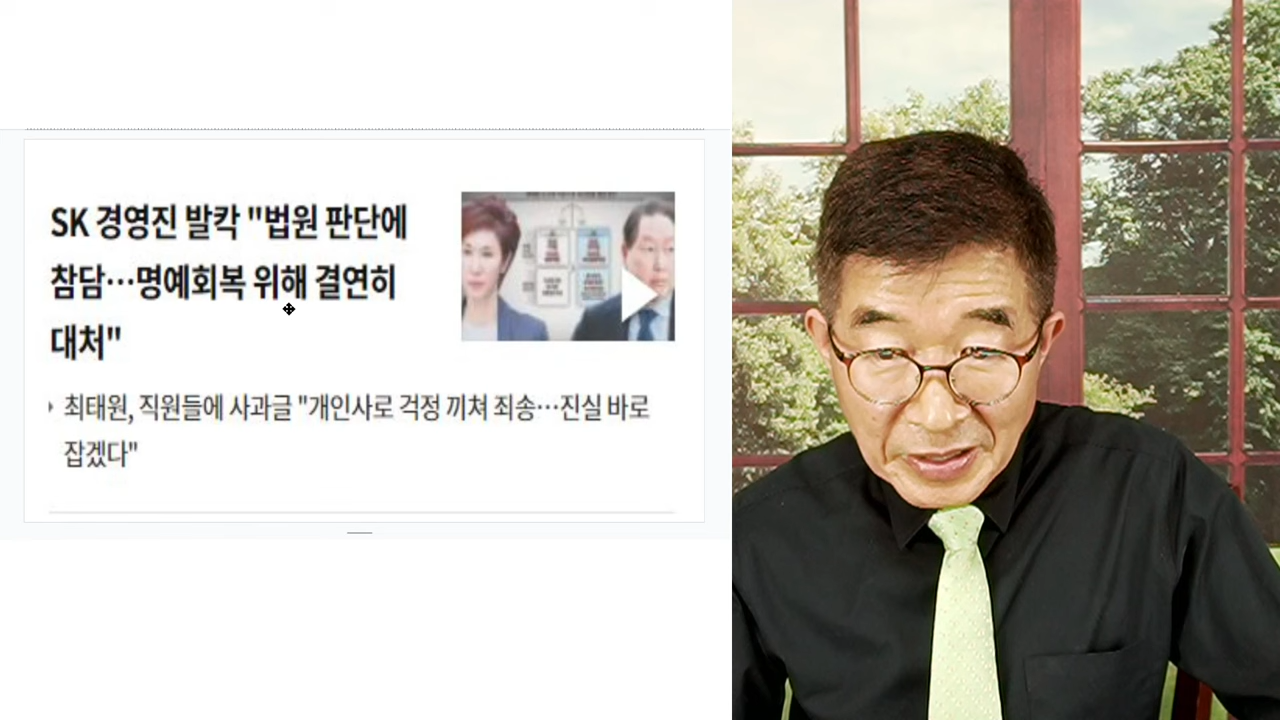 SK 경영진 발칵 "법원 판단에
참담…명예회복 위해 결연히
대처"
최태원, 직원들에 사과글 "개인사로 걱정 끼쳐 죄송…진실 바로
잡겠다"